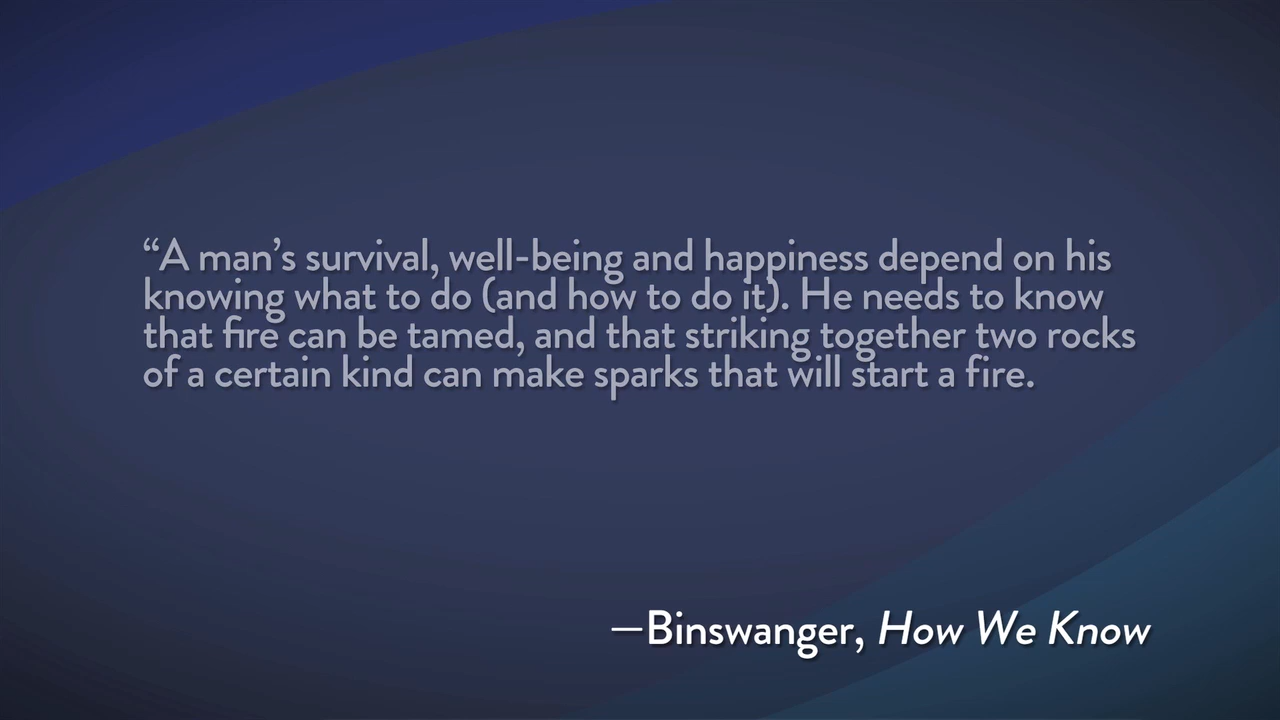 “A man’s survival, well-being and happiness depend on his
knowing what to do (and how to do it). He needs to know
that fire can be tamed, and that striking together two rocks
of a certain kind can make sparks that will start a fire.
—Binswanger, How We Know